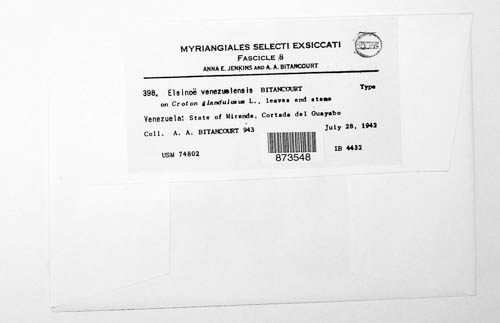 MYRIANGIALES SELECTI EXSICCATI
FASCICLE 8
ANNA E. JENKINS AND A. A. BITANCOURT
398, Elsinoë venezuelensis BITANCOURT Type
on Croton glandulosus L., leaves and stems
Venezuela: State of Miranda, Cortada del Guayabo
Coll. A. A. BITANCOURT 943 July 28, 1942
873548
USM 74802 IB 4432